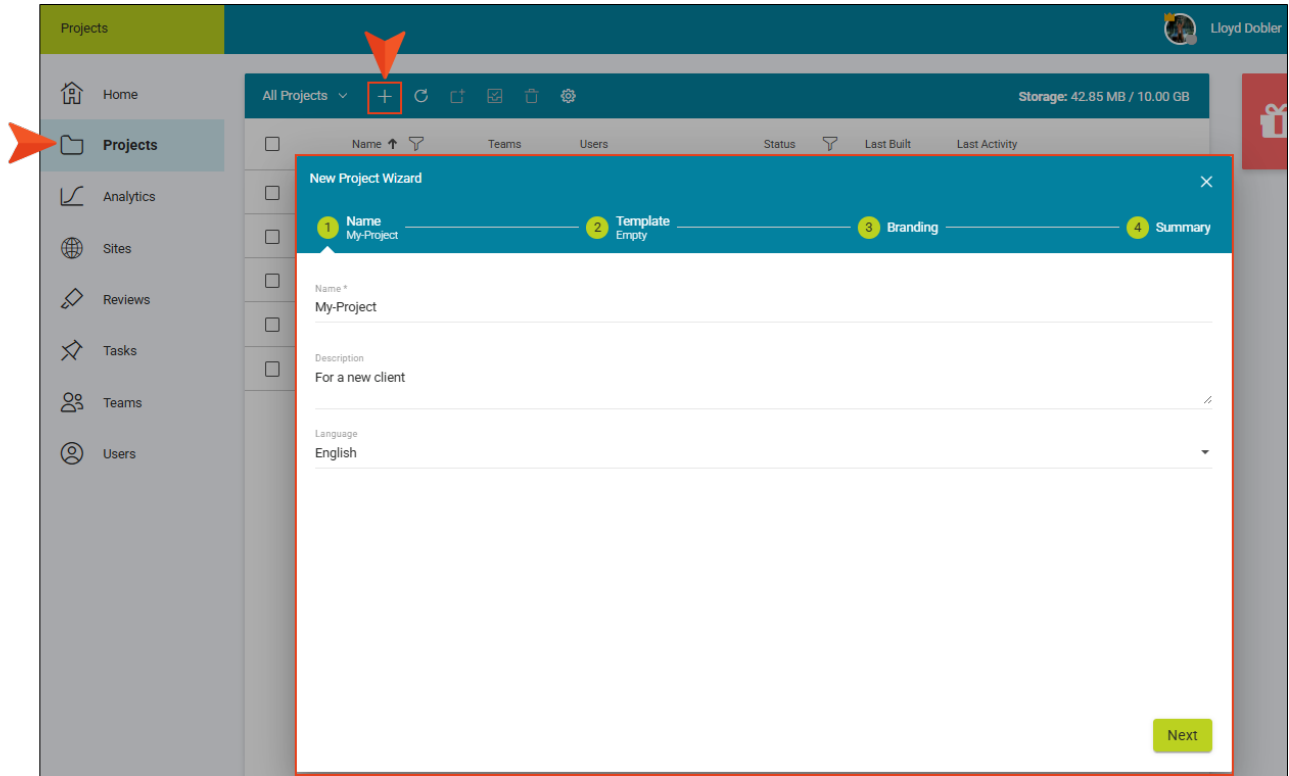 Projects
Lloyd Dobler
Home
Projects
Analytics
Sites
Reviews
Tasks
Teams
Users
All Projects
Storage: 42.85 MB / 10.00 GB
Name Teams Users Status Last Built Last Activity
New Project Wizard
1 Name
My-Project
2 Template
Empty
3 Branding
4 Summary
Name *
My-Project
Description
For a new client
Language
English
Next